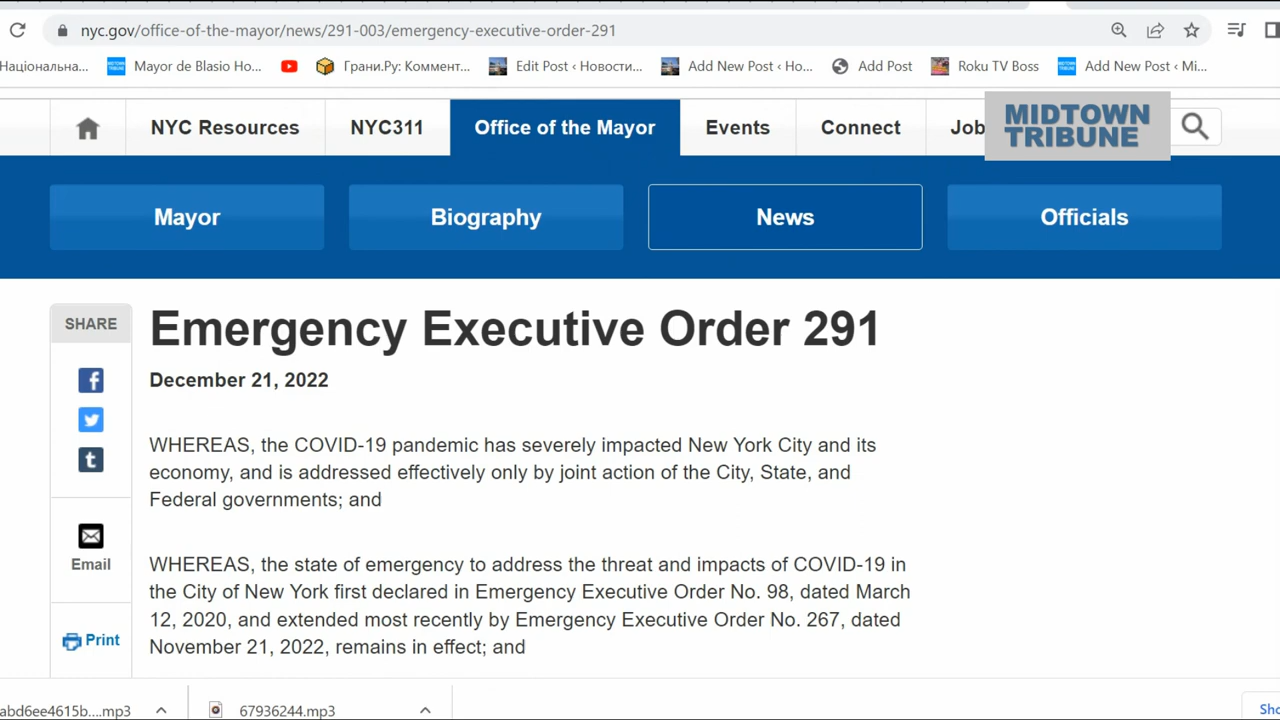 nyc.gov/office-of-the-mayor/news/291-003/emergency-executive-order-291
Національна... Mayor de Blasio Ho... Грани.Ру: Коммент... Edit Post ‹ Новости... Add New Post ‹ Ho... Add Post Roku TV Boss Add New Post ‹ Mi...
NYC Resources NYC311 Office of the Mayor Events Connect Job
MIDTOWN
TRIBUNE
Mayor Biography News Officials
SHARE
Emergency Executive Order 291
December 21, 2022
WHEREAS, the COVID-19 pandemic has severely impacted New York City and its
economy, and is addressed effectively only by joint action of the City, State, and
Federal governments; and
Email
WHEREAS, the state of emergency to address the threat and impacts of COVID-19 in
the City of New York first declared in Emergency Executive Order No. 98, dated March
12, 2020, and extended most recently by Emergency Executive Order No. 267, dated
November 21, 2022, remains in effect; and
Print
abd6ee4615b....mp3 67936244.mp3 Sho